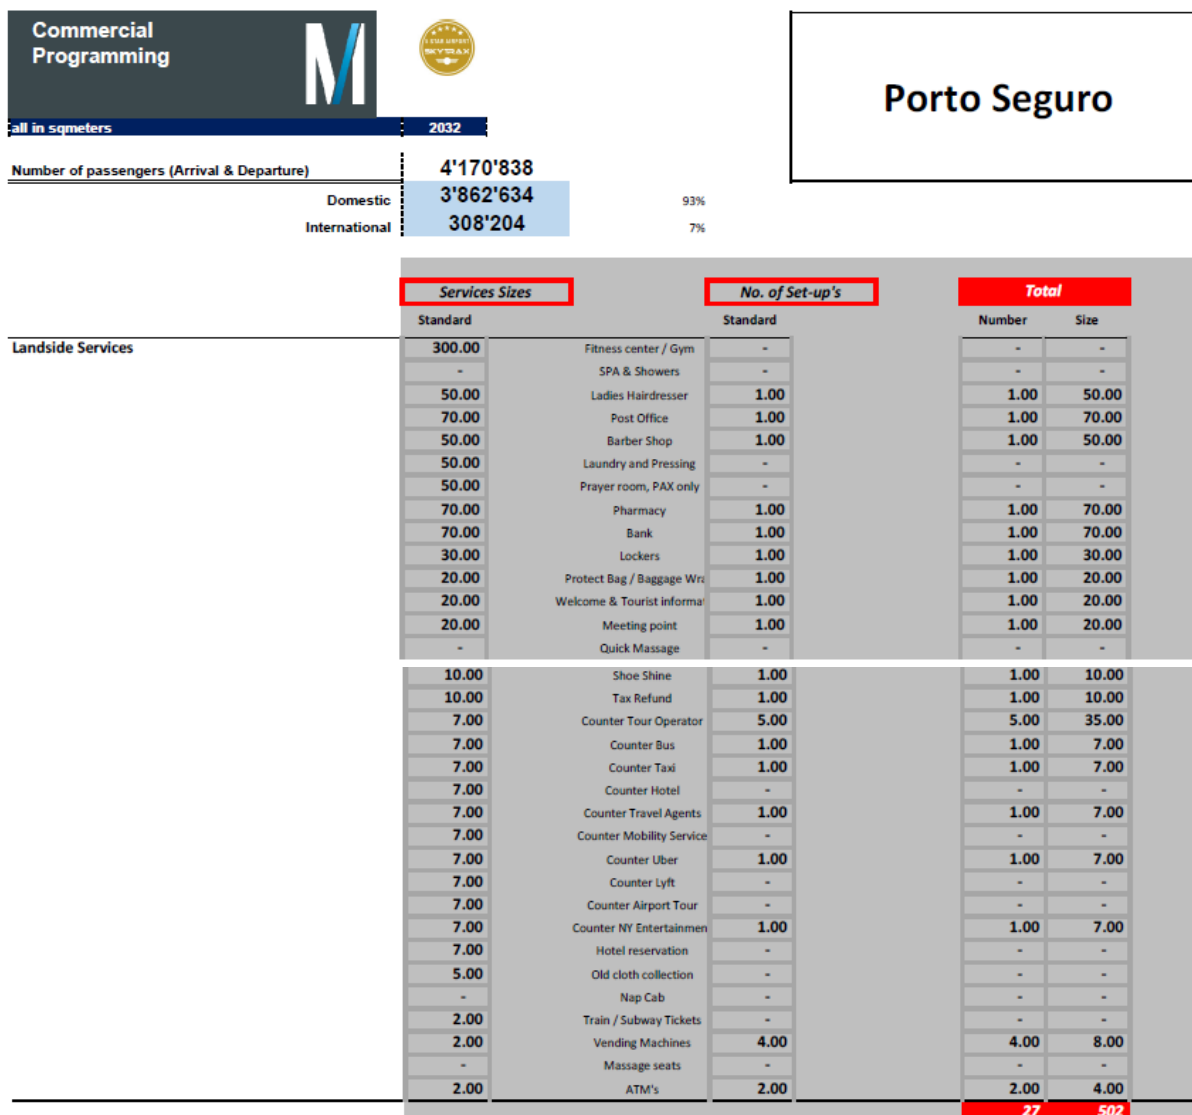 Commercial
Programming
5 STAR AIRPORT
SKYTRAX
Porto Seguro
all in sqmeters 2032
Number of passengers (Arrival & Departure) 4'170'838
Domestic 3'862'634 93%
International 308'204 7%
Services Sizes No. of Set-up's Total
Standard Standard Number Size
Landside Services 300.00 Fitness center / Gym - - -
- SPA & Showers - - -
50.00 Ladies Hairdresser 1.00 1.00 50.00
70.00 Post Office 1.00 1.00 70.00
50.00 Barber Shop 1.00 1.00 50.00
50.00 Laundry and Pressing - - -
50.00 Prayer room, PAX only - - -
70.00 Pharmacy 1.00 1.00 70.00
70.00 Bank 1.00 1.00 70.00
30.00 Lockers 1.00 1.00 30.00
20.00 Protect Bag / Baggage Wra 1.00 1.00 20.00
20.00 Welcome & Tourist informat 1.00 1.00 20.00
20.00 Meeting point 1.00 1.00 20.00
- Quick Massage - - -
10.00 Shoe Shine 1.00 1.00 10.00
10.00 Tax Refund 1.00 1.00 10.00
7.00 Counter Tour Operator 5.00 5.00 35.00
7.00 Counter Bus 1.00 1.00 7.00
7.00 Counter Taxi 1.00 1.00 7.00
7.00 Counter Hotel - - -
7.00 Counter Travel Agents 1.00 1.00 7.00
7.00 Counter Mobility Service - - -
7.00 Counter Uber 1.00 1.00 7.00
7.00 Counter Lyft - - -
7.00 Counter Airport Tour - - -
7.00 Counter NY Entertainmen 1.00 1.00 7.00
7.00 Hotel reservation - - -
5.00 Old cloth collection - - -
- Nap Cab - - -
2.00 Train / Subway Tickets - - -
2.00 Vending Machines 4.00 4.00 8.00
- Massage seats - - -
2.00 ATM's 2.00 2.00 4.00
27 502